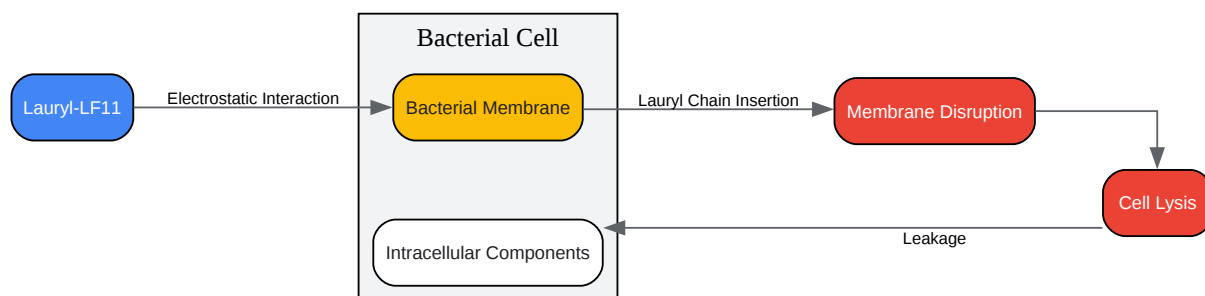 Bacterial Cell
Lauryl-LF11
Electrostatic Interaction
Bacterial Membrane
Lauryl Chain Insertion
Membrane Disruption
Cell Lysis
Leakage
Intracellular Components